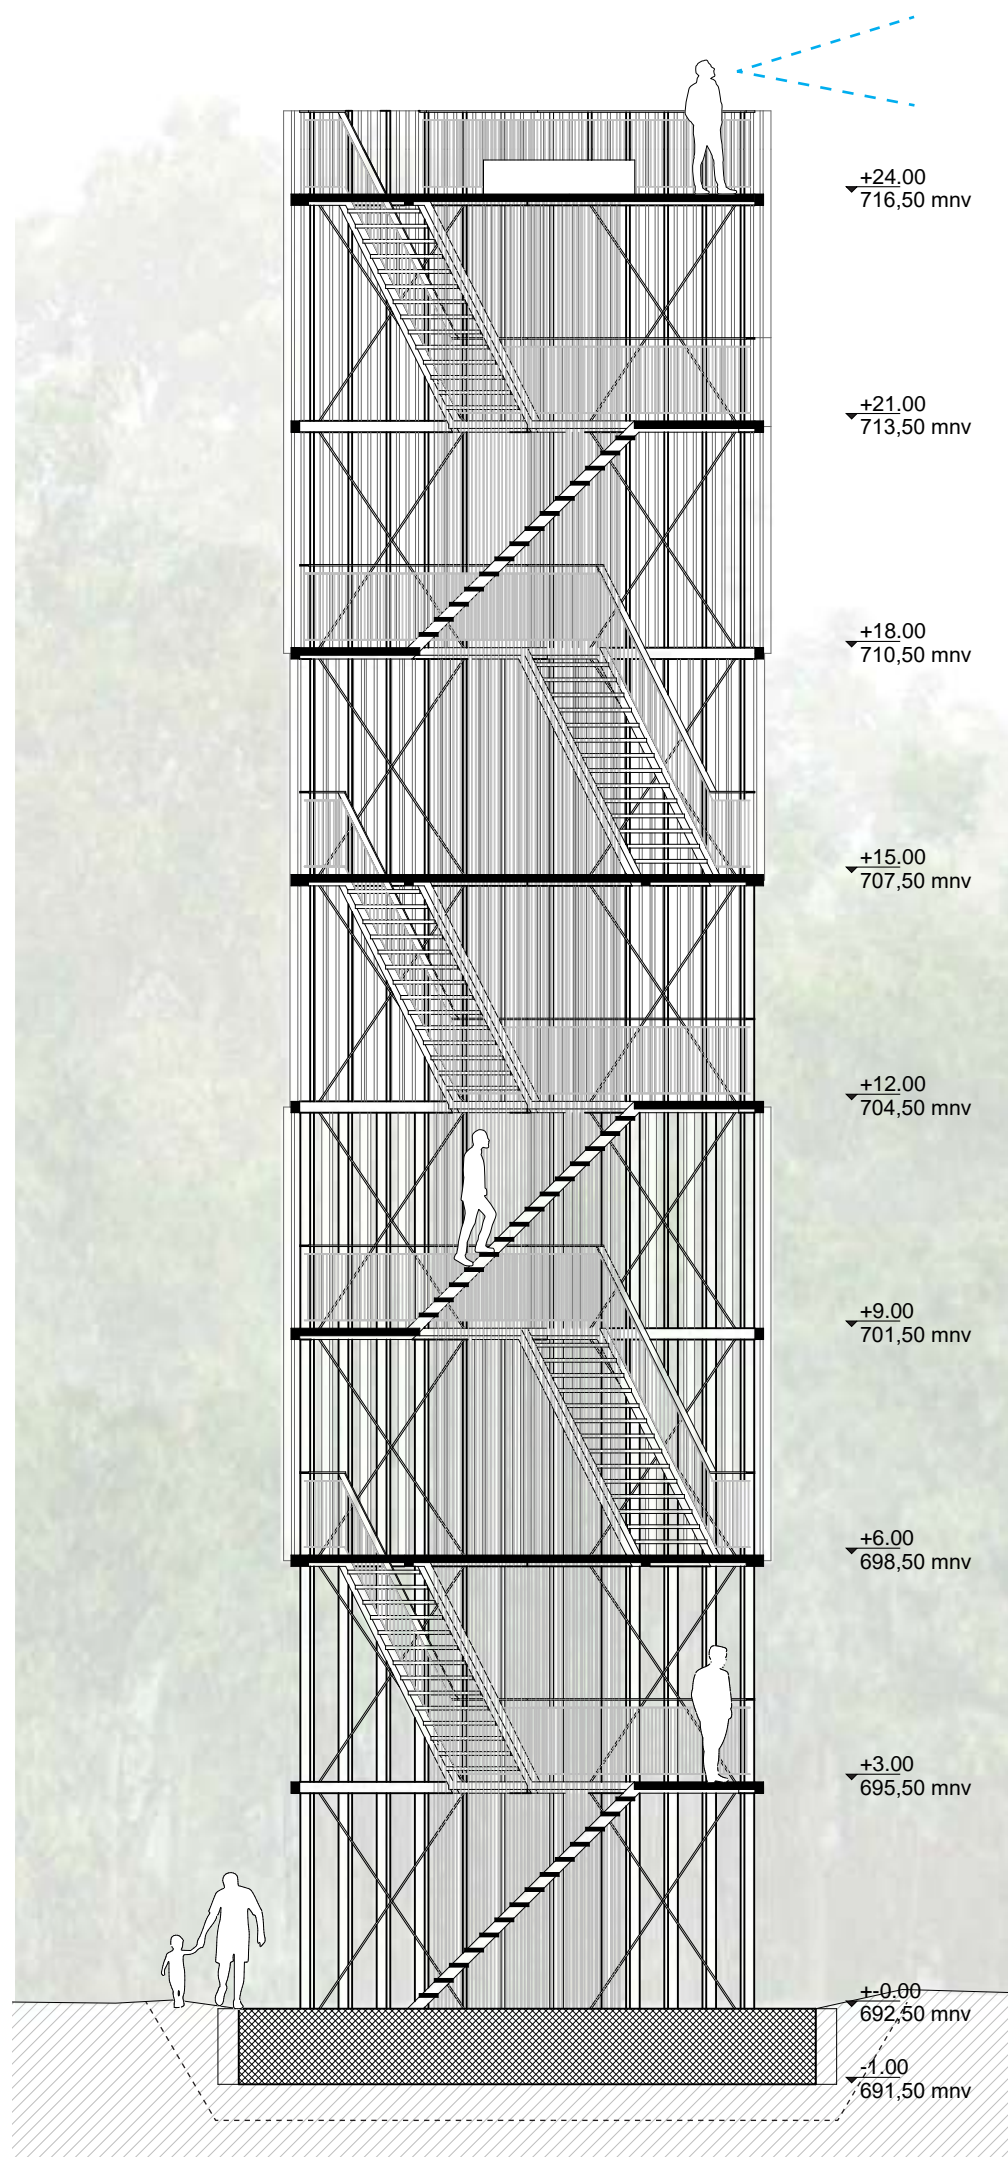 +24.00
716,50 mnv
+21.00
713,50 mnv
+18.00
710,50 mnv
+15.00
707,50 mnv
+12.00
704,50 mnv
+9.00
701,50 mnv
+6.00
698,50 mnv
+3.00
695,50 mnv
+-0.00
692,50 mnv
-1.00
691,50 mnv